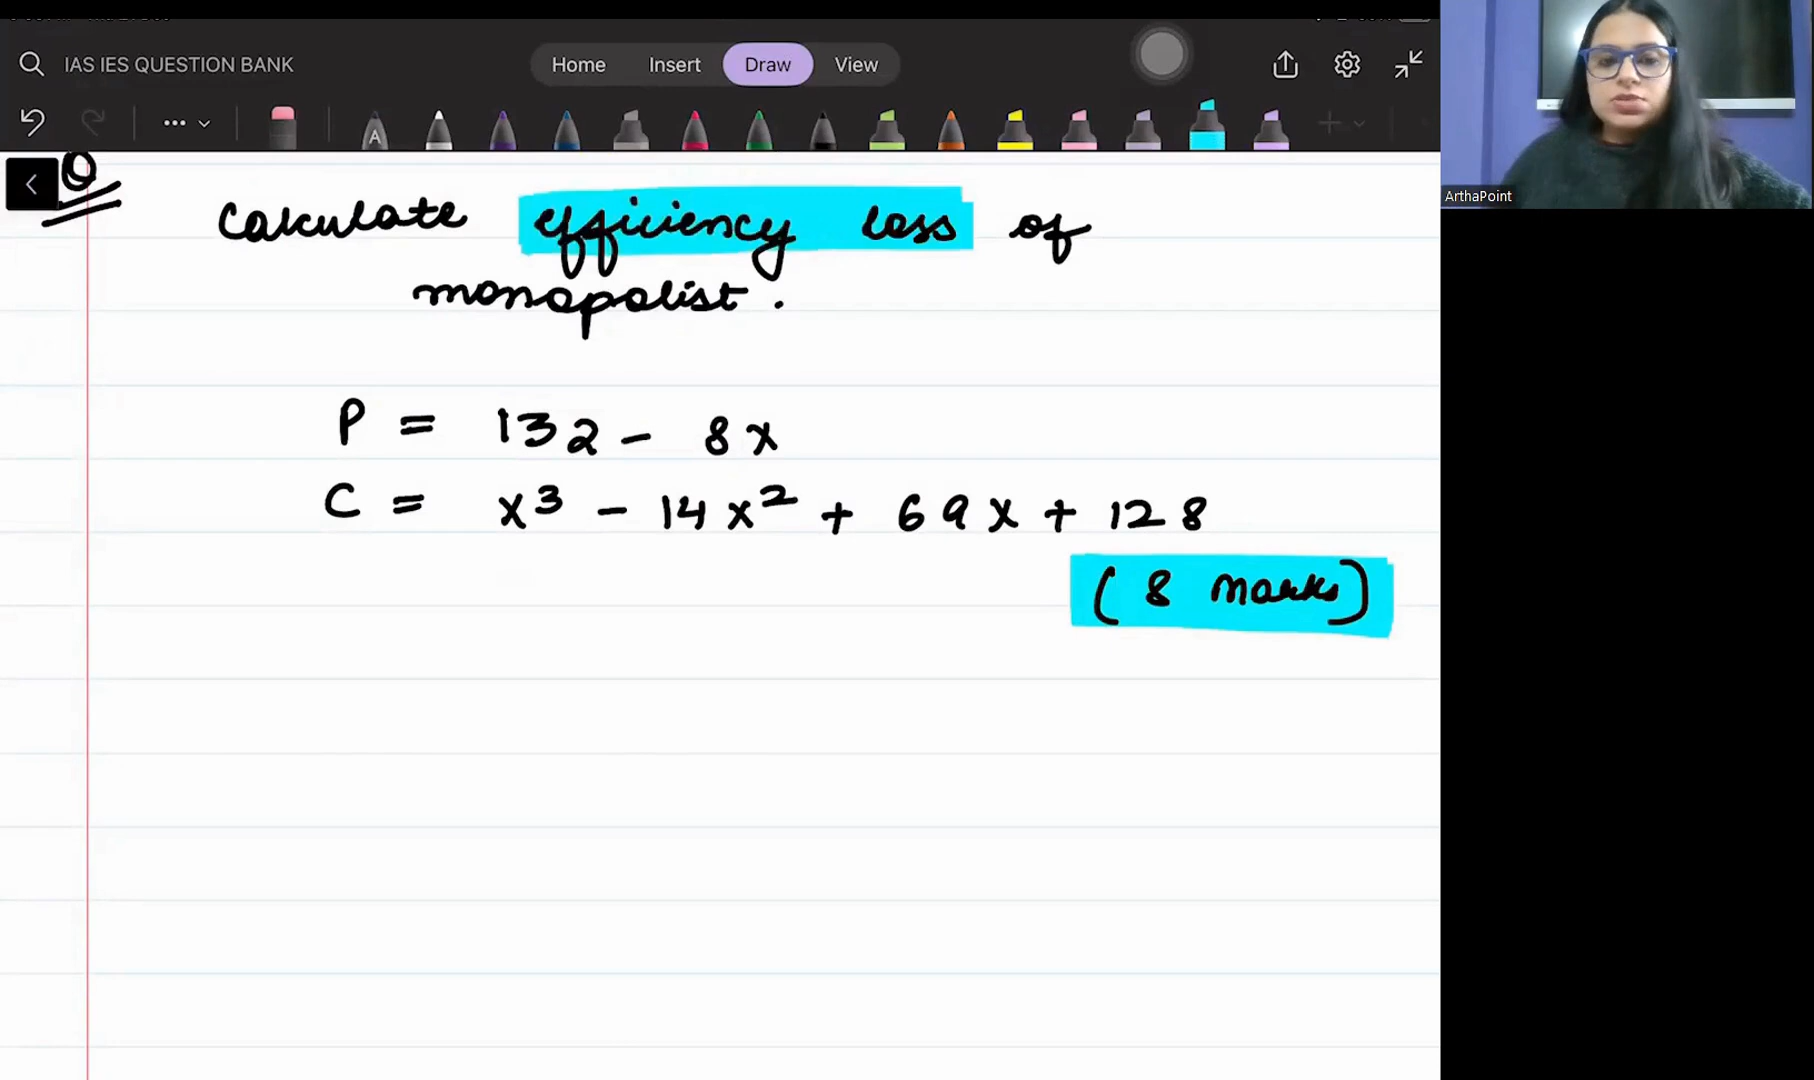 IAS IES QUESTION BANK
Home Insert Draw View
A
ArthaPoint
Q
Calculate efficiency loss of
monopolist.
P = 132 - 8x
C = x³ - 14x² + 69x + 128
(8 marks)